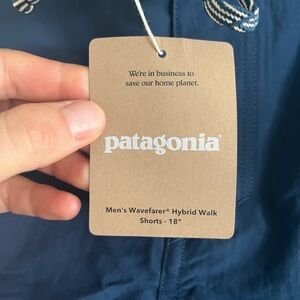 We're in business to
save our home planet.
patagonia®
Men's Wavefarer® Hybrid Walk
Shorts - 18"